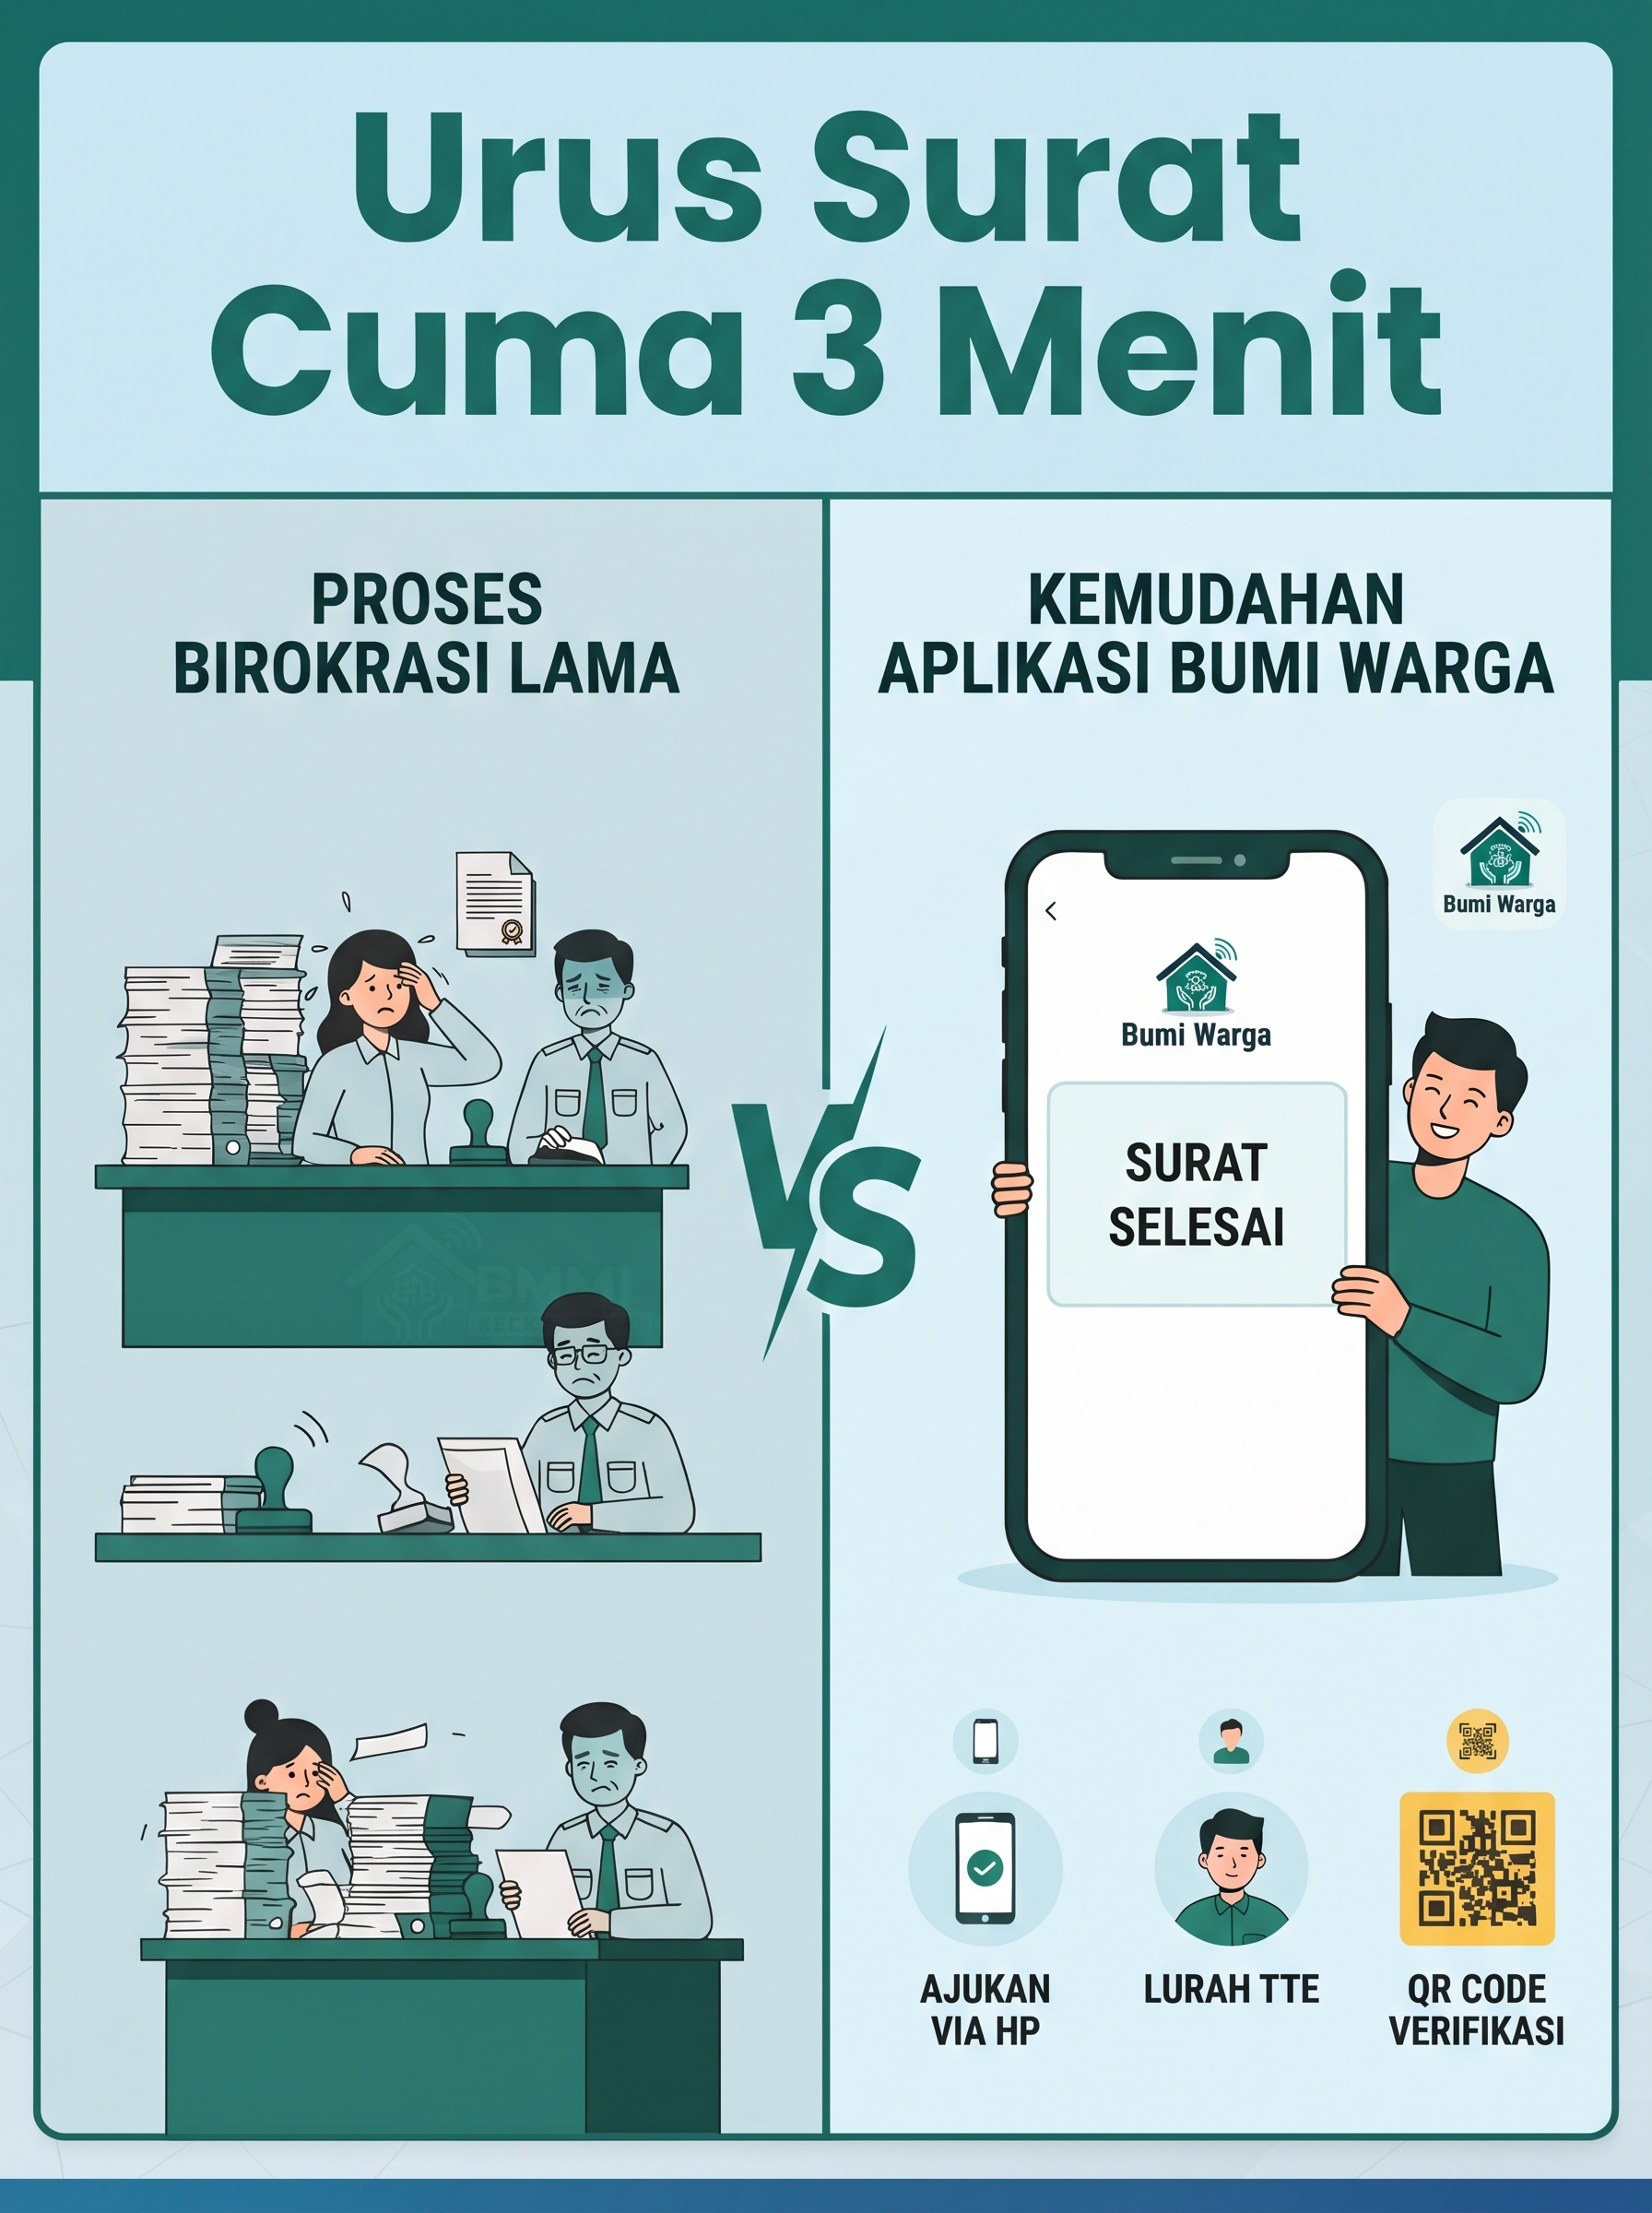 Urus Surat
Cuma 3 Menit
PROSES
BIROKRASI LAMA
KEMUDAHAN
APLIKASI BUMI WARGA
Bumi Warga
Bumi Warga
SURAT
SELESAI
VS
AJUKAN
VIA HP
LURAH TTE
QR CODE
VERIFIKASI